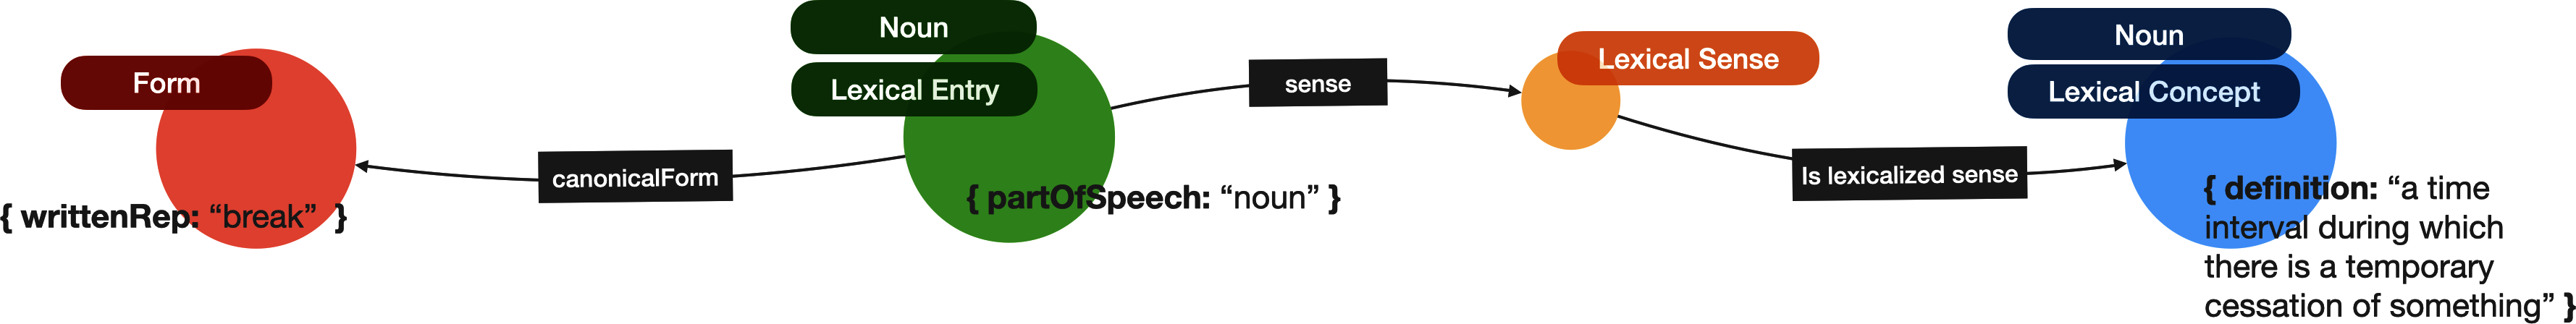 Form
{ writtenRep: “break” }
canonicalForm
Noun
Lexical Entry
{ partOfSpeech: “noun” }
sense
Lexical Sense
Is lexicalized sense
Noun
Lexical Concept
{ definition: “a time
interval during which
there is a temporary
cessation of something” }